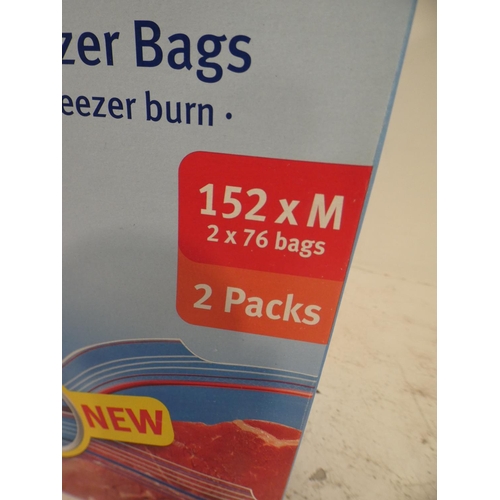 zer Bags
eezer burn ·
152 x M
2 x 76 bags
2 Packs
NEW